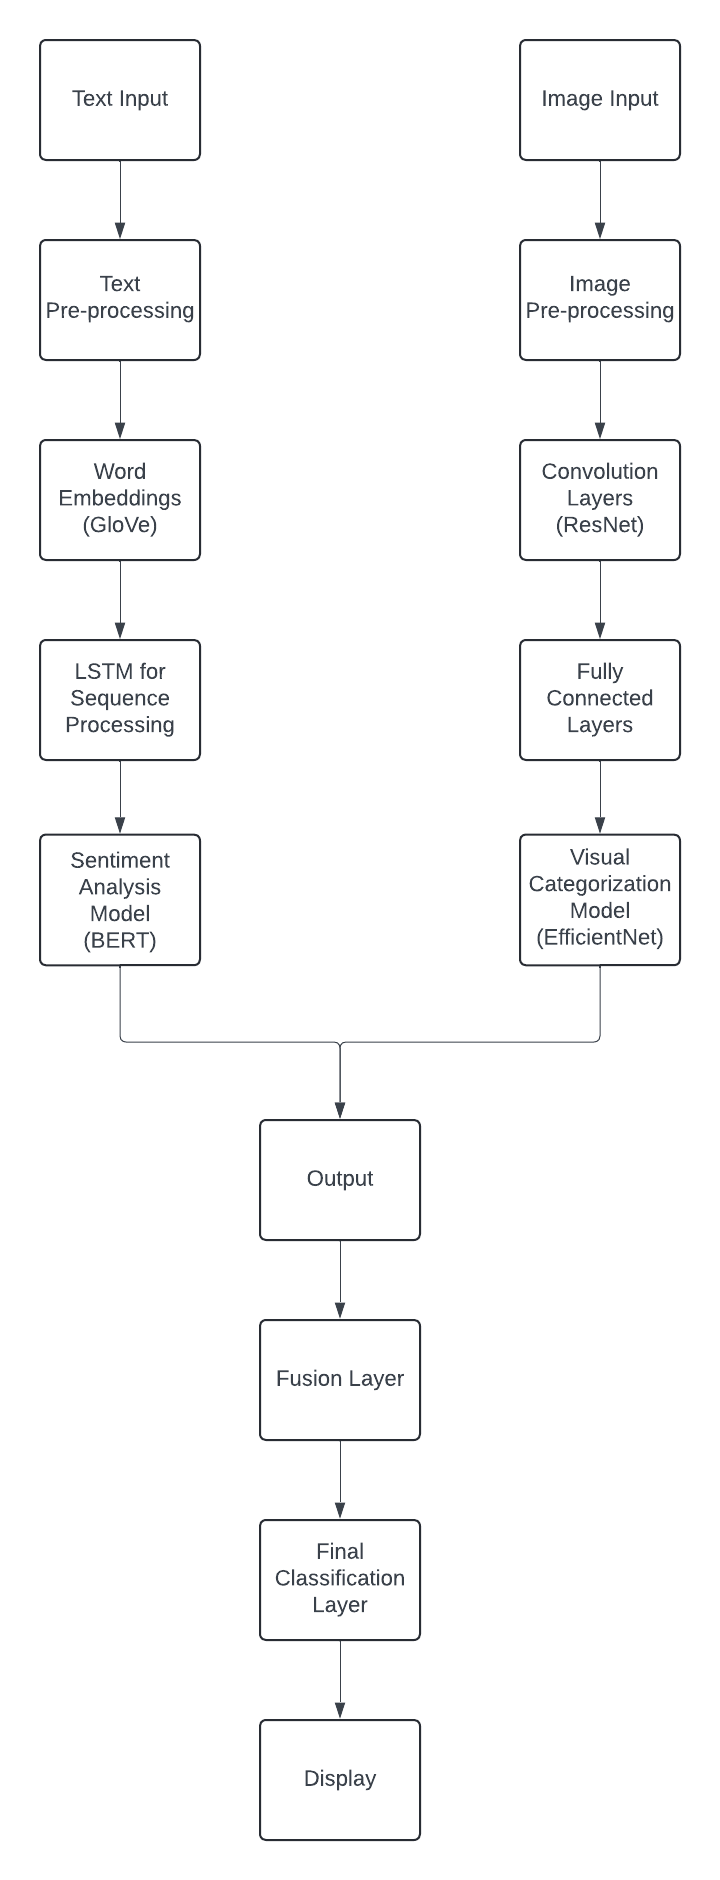 Text Input
Text
Pre-processing
Word
Embeddings
(GloVe)
LSTM for
Sequence
Processing
Sentiment
Analysis
Model
(BERT)
Image Input
Image
Pre-processing
Convolution
Layers
(ResNet)
Fully
Connected
Layers
Visual
Categorization
Model
(EfficientNet)
Output
Fusion Layer
Final
Classification
Layer
Display